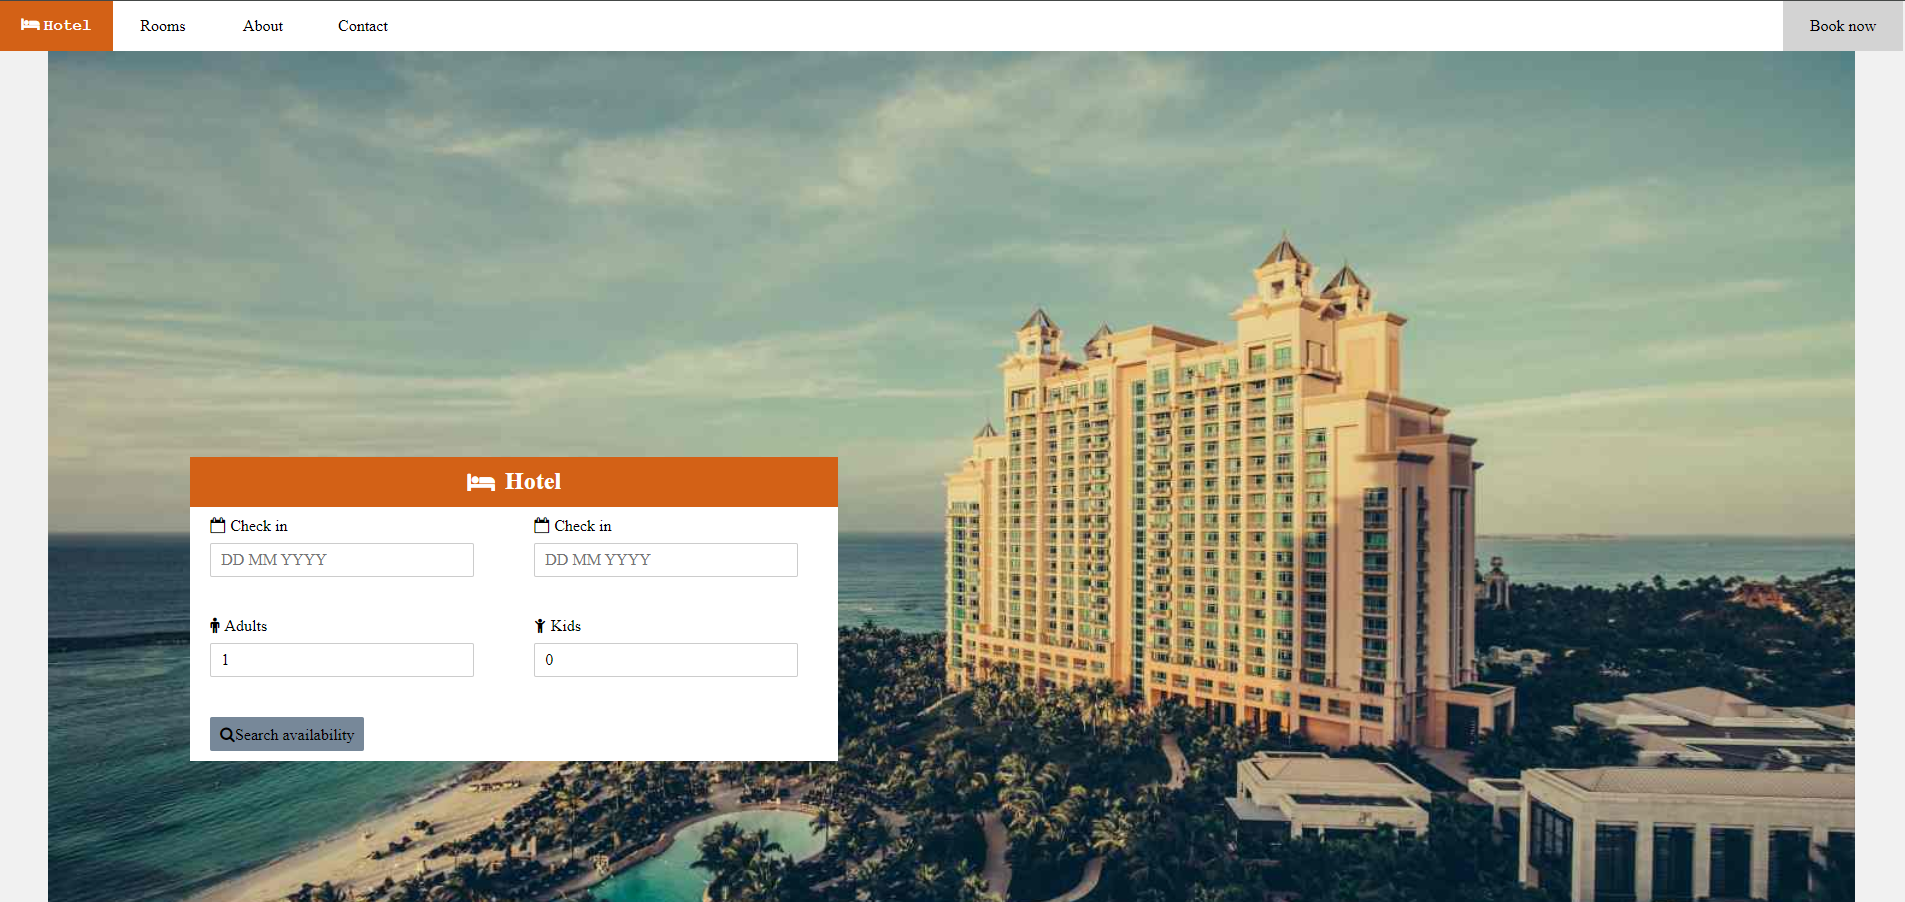 Hotel Rooms About Contact Book now
Hotel
Check in Check in
DD MM YYYY DD MM YYYY
Adults Kids
1 0
Search availability